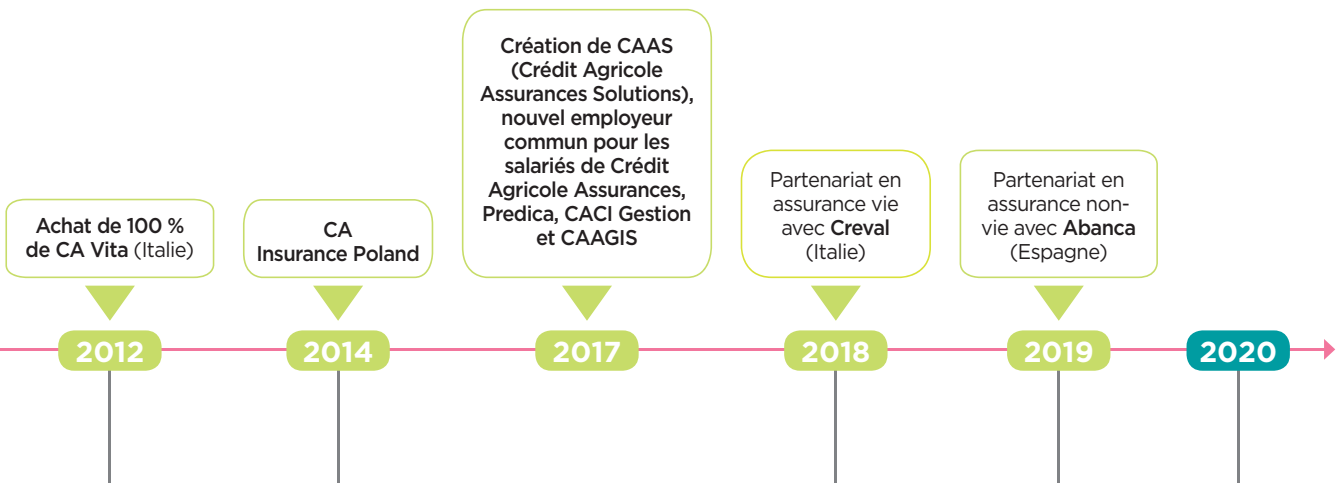 Achat de 100 %
de CA Vita (Italie)
CA
Insurance Poland
Création de CAAS
(Crédit Agricole
Assurances Solutions),
nouvel employeur
commun pour les
salariés de Crédit
Agricole Assurances,
Predica, CACI Gestion
et CAAGIS
Partenariat en
assurance vie
avec Creval
(Italie)
Partenariat en
assurance non-
vie avec Abanca
(Espagne)
2012
2014
2017
2018
2019
2020